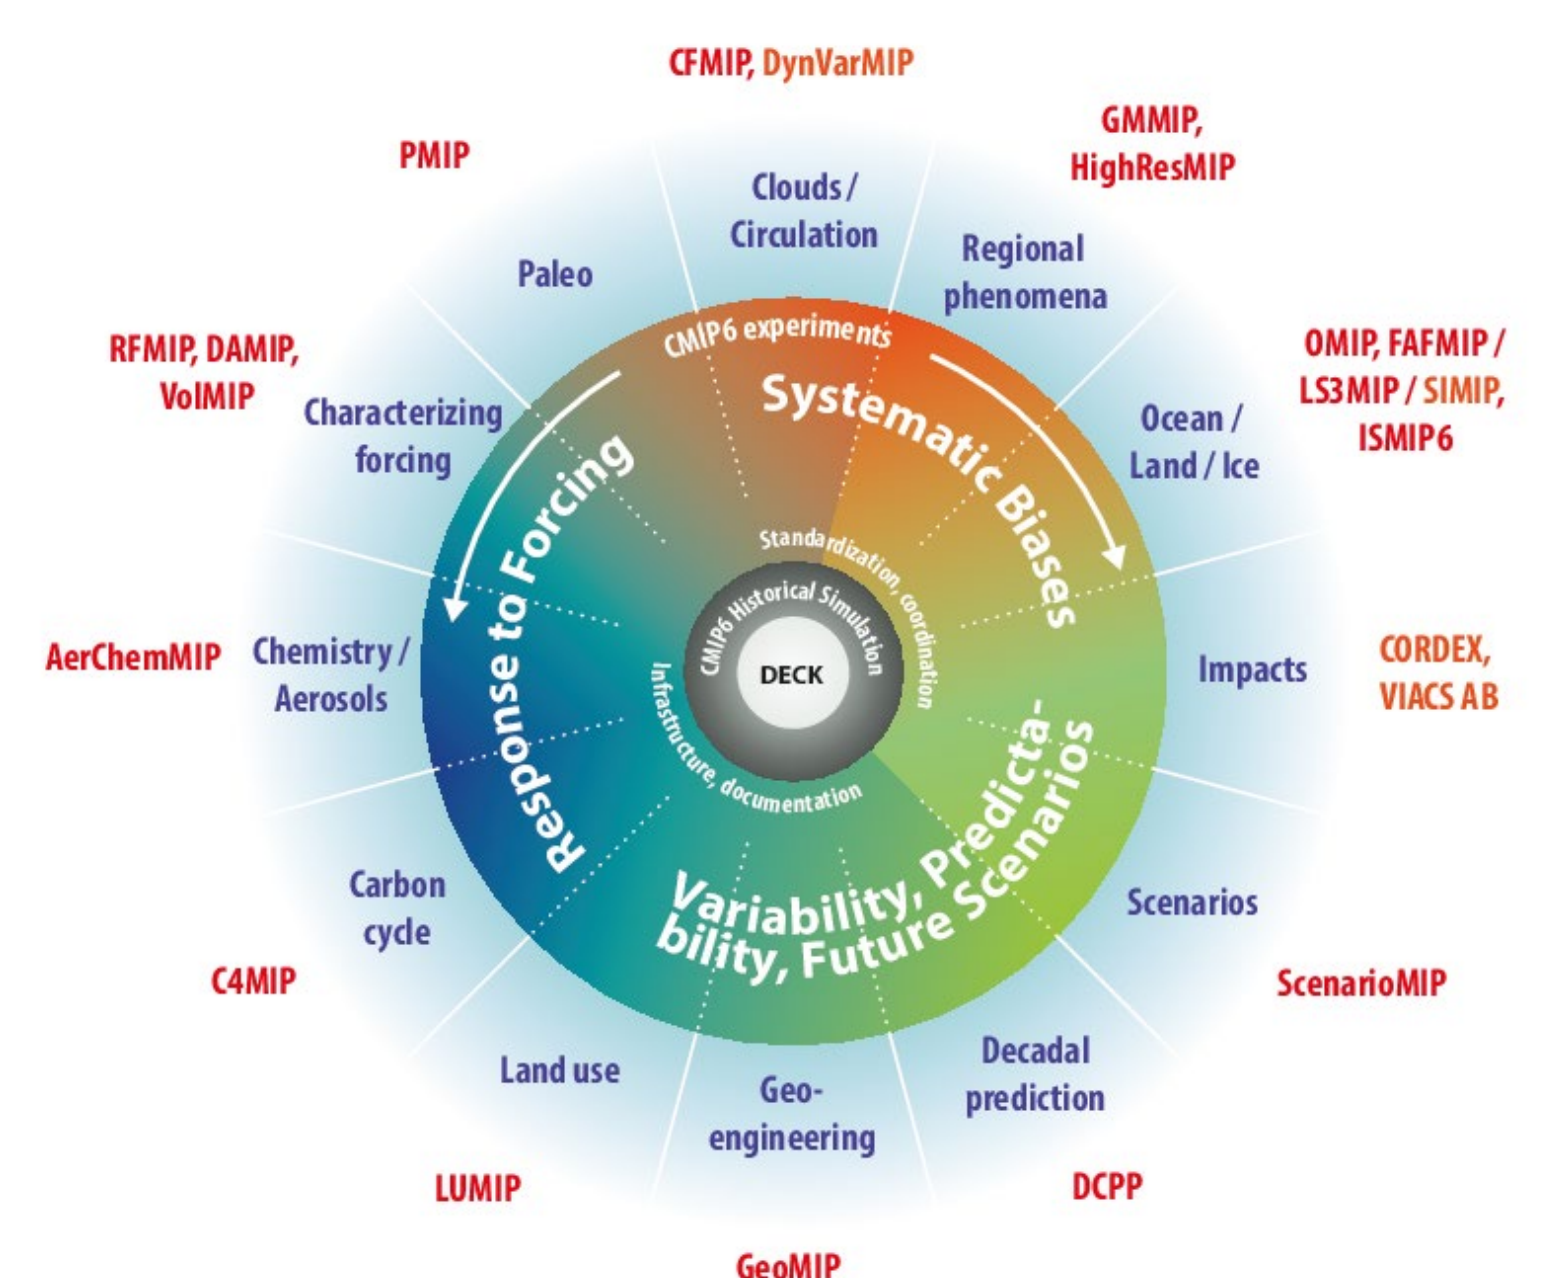 CFMIP, DynVarMIP
GMMIP,
HighResMIP
PMIP
Clouds /
Circulation
Regional
phenomena
Paleo
OMIP, FAFMIP /
LS3MIP / SIMIP,
ISMIP6
RFMIP, DAMIP,
VolMIP
Characterizing
forcing
Ocean /
Land / Ice
CMIP6 experiments
Systematic Biases
Response to Forcing
Standardization, coordination
CMIP6 Historical Simulation
DECK
Infrastructure, documentation
Variability, Predicta-
bility, Future Scenarios
AerChemMIP
Chemistry /
Aerosols
Impacts
CORDEX,
VIACS AB
Carbon
cycle
C4MIP
Scenarios
ScenarioMIP
Land use
LUMIP
Geo-
engineering
GeoMIP
Decadal
prediction
DCPP